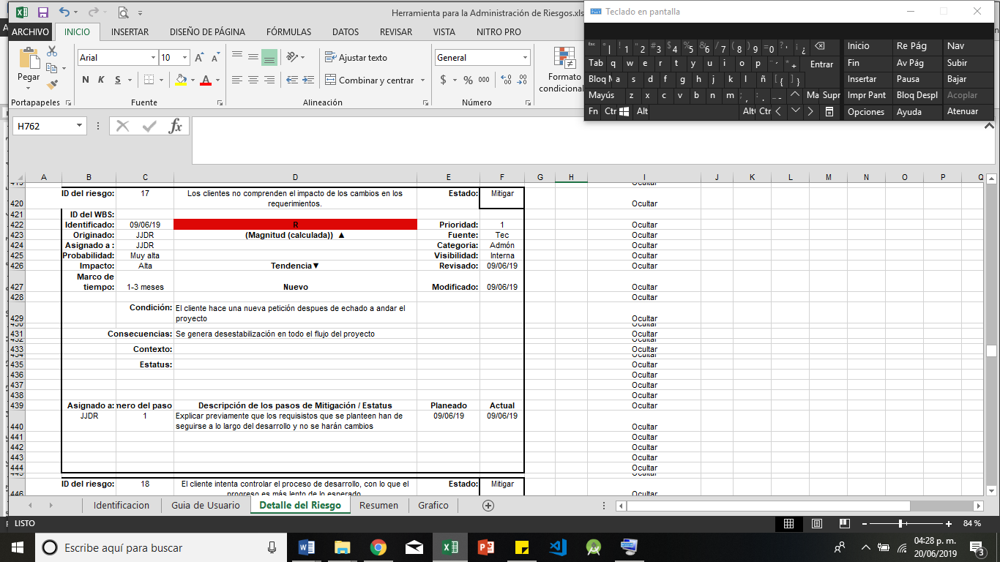 Herramienta para la Administración de Riesgos.xls
Teclado en pantalla
ARCHIVO INICIO INSERTAR DISEÑO DE PÁGINA FÓRMULAS DATOS REVISAR VISTA NITRO PRO
Arial 10 Ajustar texto General
Pegar N K S Combinar y centrar $ % 000 Formato
condicional
Portapapeles Fuente Alineación Número
Esc Inicio Re Pág Nav
Tab q w e r t y u i o p Entrar Fin Av Pág Subir
Bloq M a s d f g h j k l ñ Insertar Pausa Bajar
Mayús z x c v b n m Ma Supr Impr Pant Bloq Despl Acoplar
Fn Ctr Alt Alt Ctr Opciones Ayuda Atenuar
H762
A B C D E F G H I J K L M N O P Q
419 Ocultar
420 ID del riesgo: 17 Los clientes no comprenden el impacto de los cambios en los Estado: Mitigar
requerimientos. Ocultar
421 ID del WBS: Ocultar
422 Identificado: 09/06/19 R Prioridad: 1 Ocultar
423 Originado: JJDR (Magnitud (calculada)) ▲ Fuente: Tec Ocultar
424 Asignado a : JJDR Categoria: Admón Ocultar
425 Probabilidad: Muy alta Visibilidad: Interna Ocultar
426 Impacto: Alta Tendencia▼ Revisado: 09/06/19 Ocultar
Marco de
427 tiempo: 1-3 meses Nuevo Modificado: 09/06/19 Ocultar
428 Ocultar
Condición: El cliente hace una nueva petición despues de echado a andar el
429 proyecto Ocultar
430 Ocultar
431 Consecuencias: Se genera desestabilización en todo el flujo del proyecto Ocultar
432 Ocultar
433 Contexto: Ocultar
434 Ocultar
435 Estatus: Ocultar
436 Ocultar
437 Ocultar
438 Ocultar
439 Asignado a: nero del paso Descripción de los pasos de Mitigación / Estatus Planeado Actual Ocultar
JJDR 1 Explicar previamente que los requisistos que se planteen han de 09/06/19 09/06/19
440 seguirse a lo largo del desarrollo y no se harán cambios Ocultar
441 Ocultar
442 Ocultar
443 Ocultar
444 Ocultar
445
ID del riesgo: 18 El cliente intenta controlar el proceso de desarrollo, con lo que el Estado: Mitigar
446 progreso es más lento de lo esperado Ocultar
Identificacion Guia de Usuario Detalle del Riesgo Resumen Grafico
LISTO 84 %
Escribe aquí para buscar
04:28 p. m.
20/06/2019
3